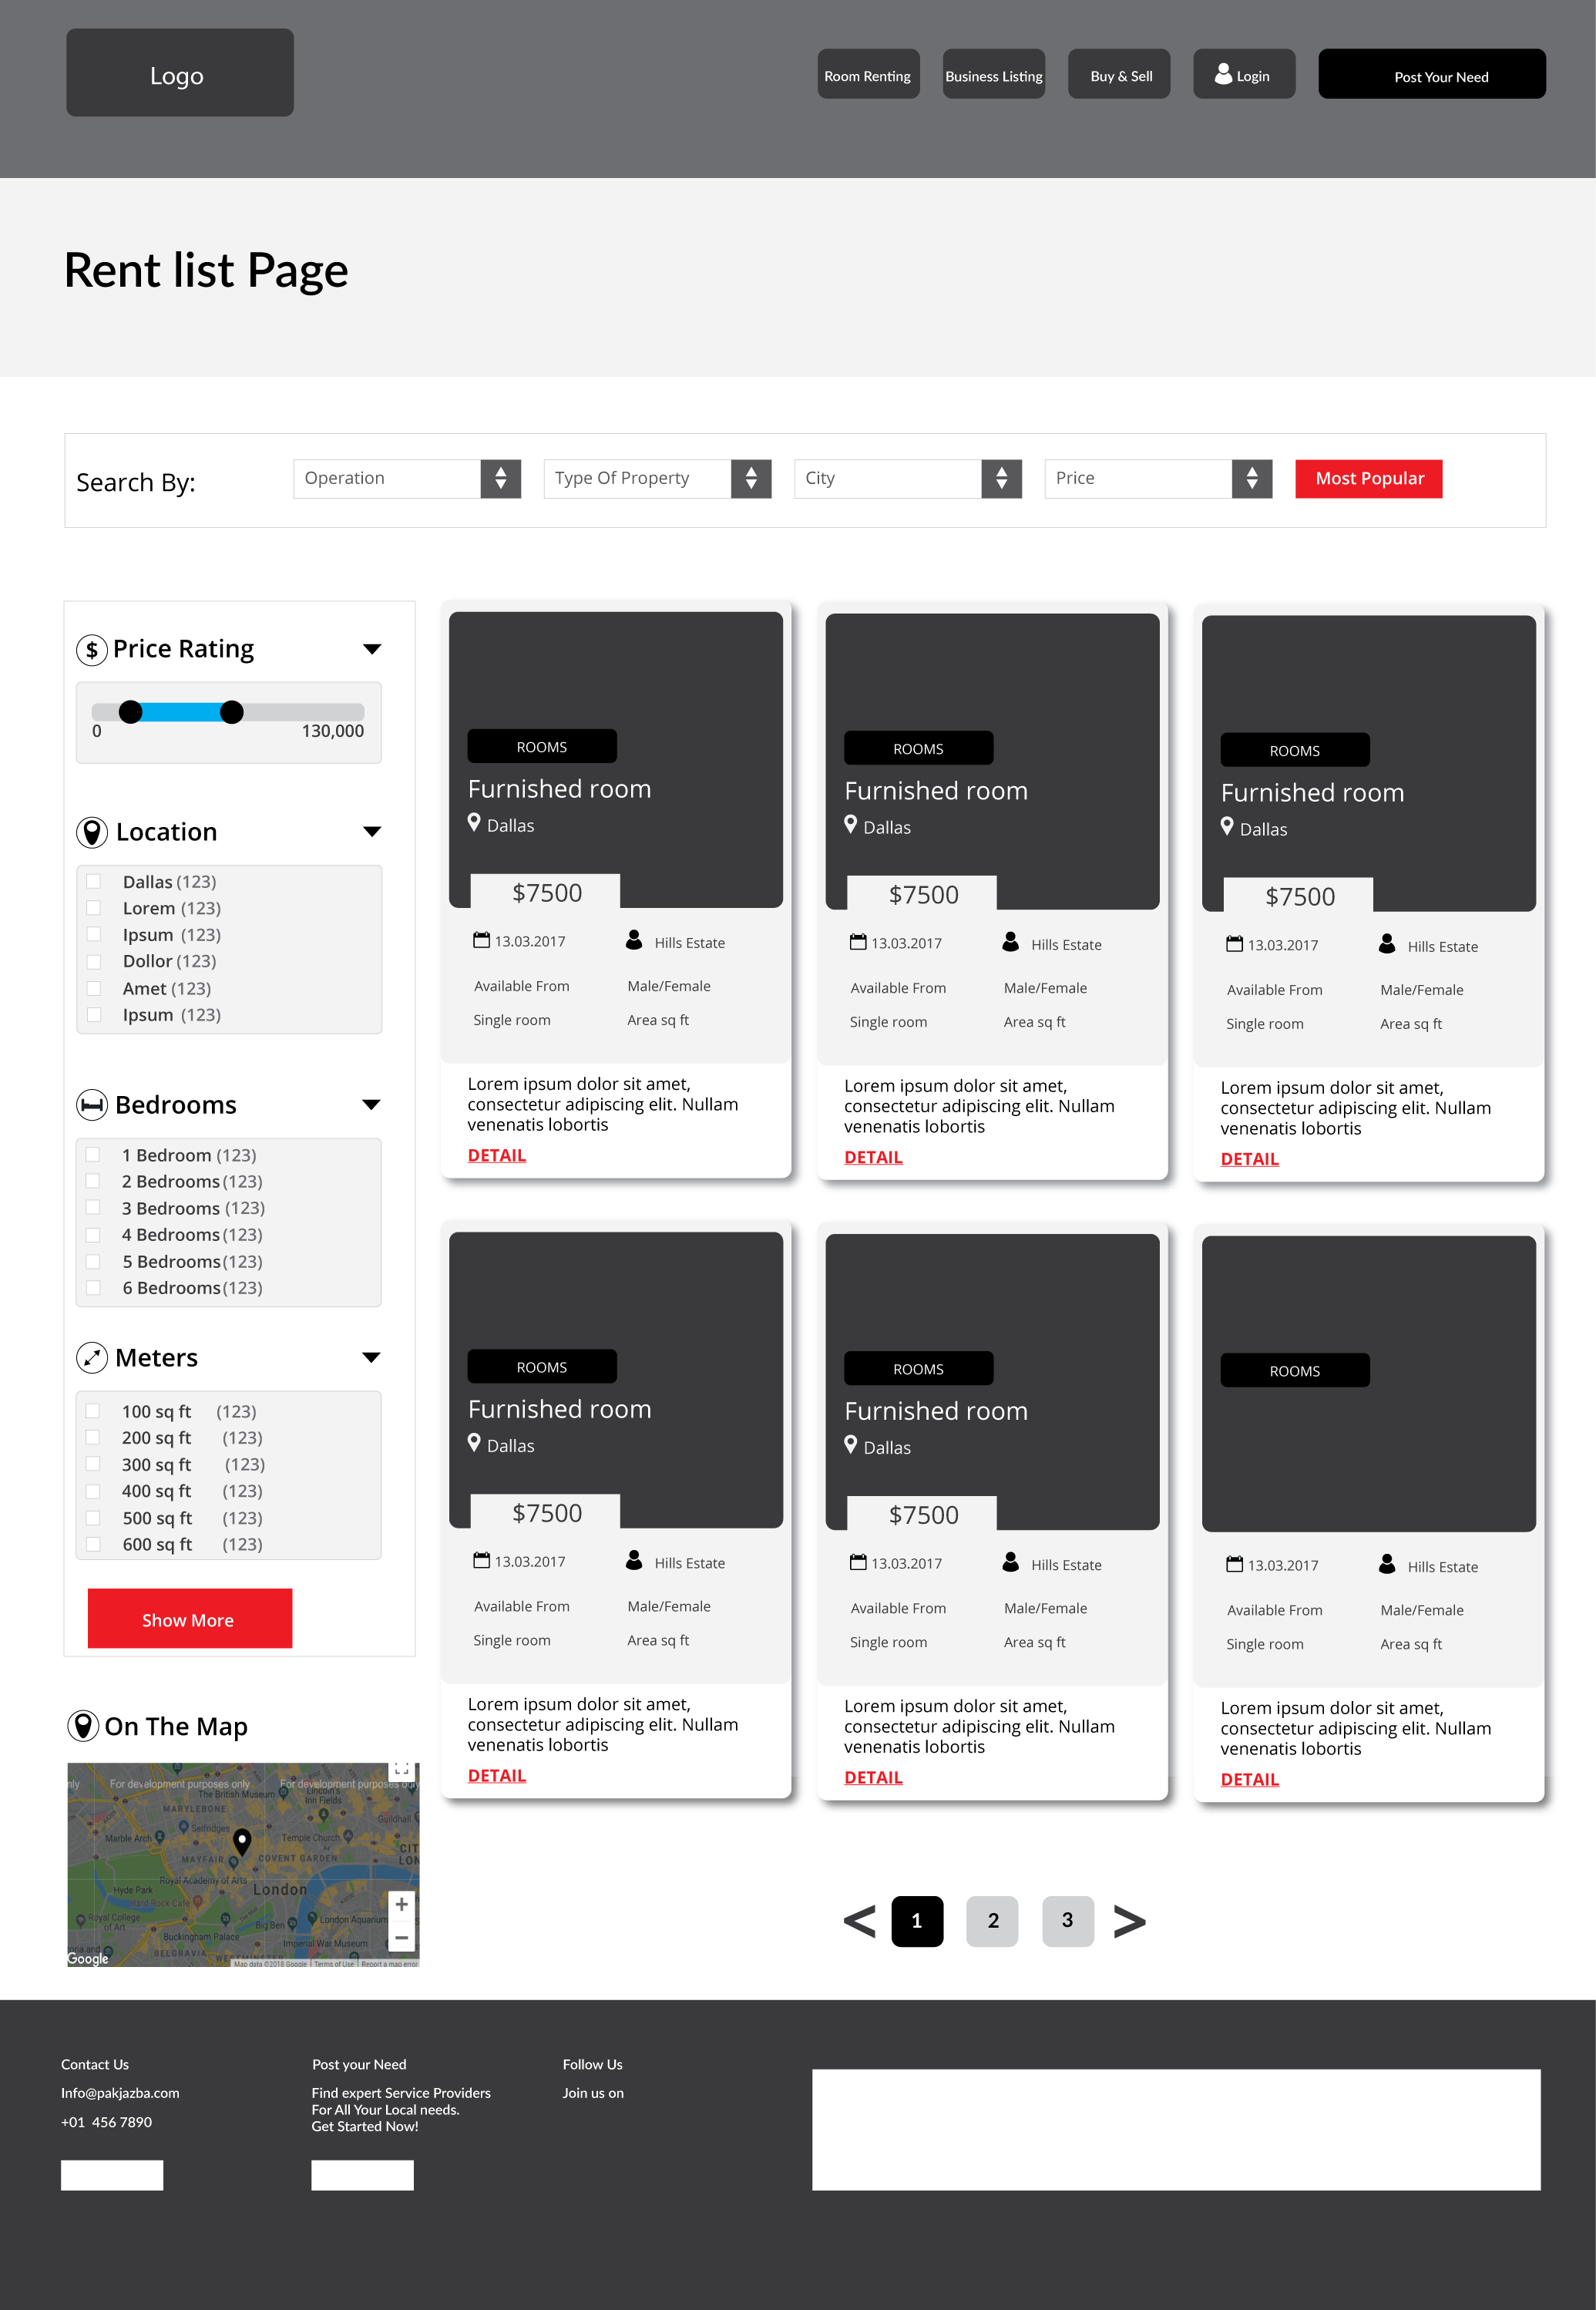 Logo
Room Renting
Business Listing
Buy & Sell
Login
Post Your Need
Rent list Page
Search By:
Operation
Type Of Property
City
Price
Most Popular
$ Price Rating
0 130,000
Location
Dallas (123)
Lorem (123)
Ipsum (123)
Dollor (123)
Amet (123)
Ipsum (123)
Bedrooms
1 Bedroom (123)
2 Bedrooms (123)
3 Bedrooms (123)
4 Bedrooms (123)
5 Bedrooms (123)
6 Bedrooms (123)
Meters
100 sq ft (123)
200 sq ft (123)
300 sq ft (123)
400 sq ft (123)
500 sq ft (123)
600 sq ft (123)
Show More
On The Map
For development purposes only
For development purposes only
The British Museum
Lincoln's
Inn Fields
MARYLEBONE
Guildhall
Selfridges
Marble Arch
Temple Church
MAYFAIR
COVENT GARDEN
CIT
LON
Royal Academy of Arts
London
Hyde Park
Hard Rock Cafe
Royal College
of Art
Big Ben
London Aquarium
Buckingham Palace
Imperial War Museum
BELGRAVIA
WESTMINSTER
Google
Map data ©2018 Google
Terms of Use
Report a map error
ROOMS
Furnished room
Dallas
$7500
13.03.2017
Hills Estate
Available From
Male/Female
Single room
Area sq ft
Lorem ipsum dolor sit amet,
consectetur adipiscing elit. Nullam
venenatis lobortis
DETAIL
ROOMS
Furnished room
Dallas
$7500
13.03.2017
Hills Estate
Available From
Male/Female
Single room
Area sq ft
Lorem ipsum dolor sit amet,
consectetur adipiscing elit. Nullam
venenatis lobortis
DETAIL
ROOMS
Furnished room
Dallas
$7500
13.03.2017
Hills Estate
Available From
Male/Female
Single room
Area sq ft
Lorem ipsum dolor sit amet,
consectetur adipiscing elit. Nullam
venenatis lobortis
DETAIL
ROOMS
Furnished room
Dallas
$7500
13.03.2017
Hills Estate
Available From
Male/Female
Single room
Area sq ft
Lorem ipsum dolor sit amet,
consectetur adipiscing elit. Nullam
venenatis lobortis
DETAIL
ROOMS
Furnished room
Dallas
$7500
13.03.2017
Hills Estate
Available From
Male/Female
Single room
Area sq ft
Lorem ipsum dolor sit amet,
consectetur adipiscing elit. Nullam
venenatis lobortis
DETAIL
ROOMS
13.03.2017
Hills Estate
Available From
Male/Female
Single room
Area sq ft
Lorem ipsum dolor sit amet,
consectetur adipiscing elit. Nullam
venenatis lobortis
DETAIL
< 1 2 3 >
Contact Us
Info@pakjazba.com
+01 456 7890
Post your Need
Find expert Service Providers
For All Your Local needs.
Get Started Now!
Follow Us
Join us on